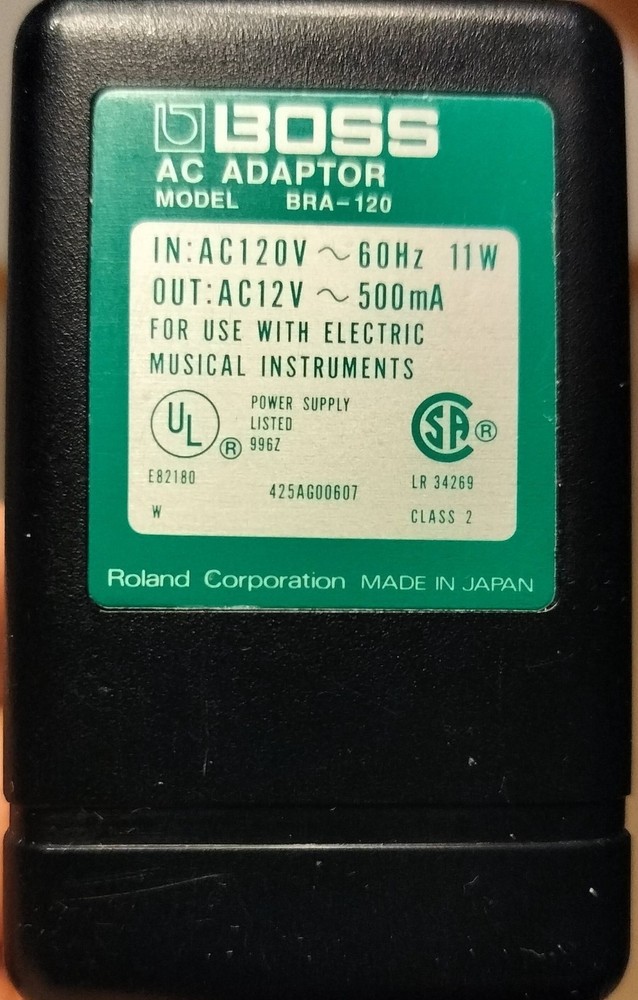 BOSS
AC ADAPTOR
MODEL BRA-120
IN:AC120V ~ 60Hz 11W
OUT:AC12V ~ 500mA
FOR USE WITH ELECTRIC
MUSICAL INSTRUMENTS
UL ® POWER SUPPLY
LISTED
996Z
SA ®
E82180
425AG00607
LR 34269
W
CLASS 2
Roland Corporation MADE IN JAPAN